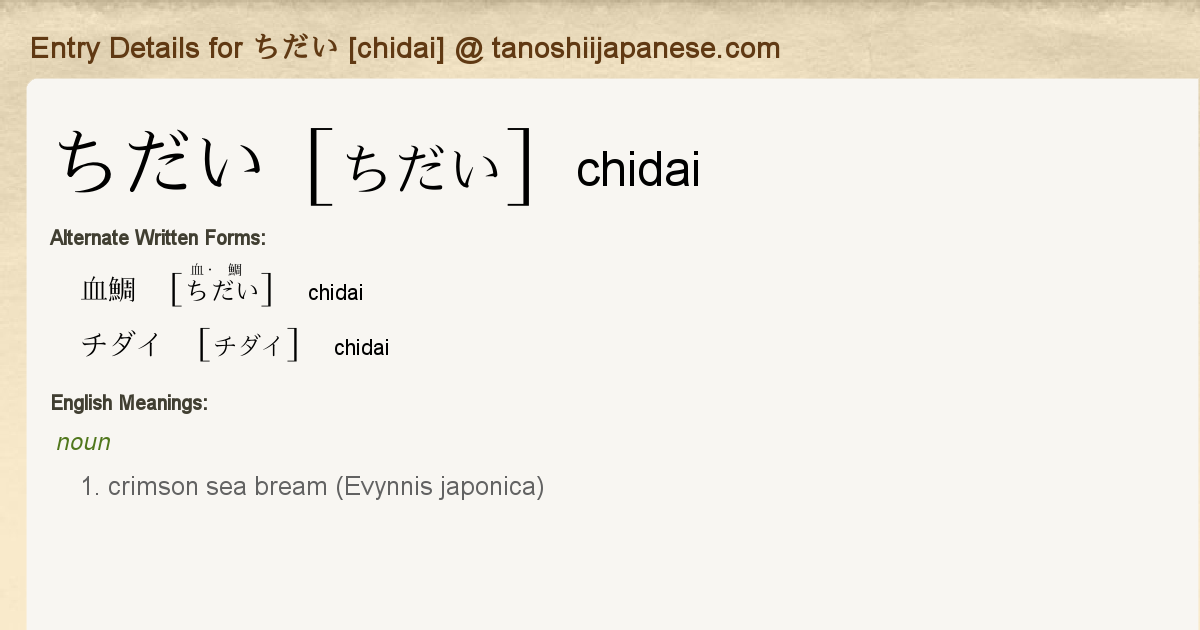 Entry Details for ちだい [chidai] @ tanoshiijapanese.com
ちだい [ちだい] chidai
Alternate Written Forms:
血・ 鯛
血鯛 [ちだい] chidai
チダイ [チダイ] chidai
English Meanings:
noun
1. crimson sea bream (Evynnis japonica)